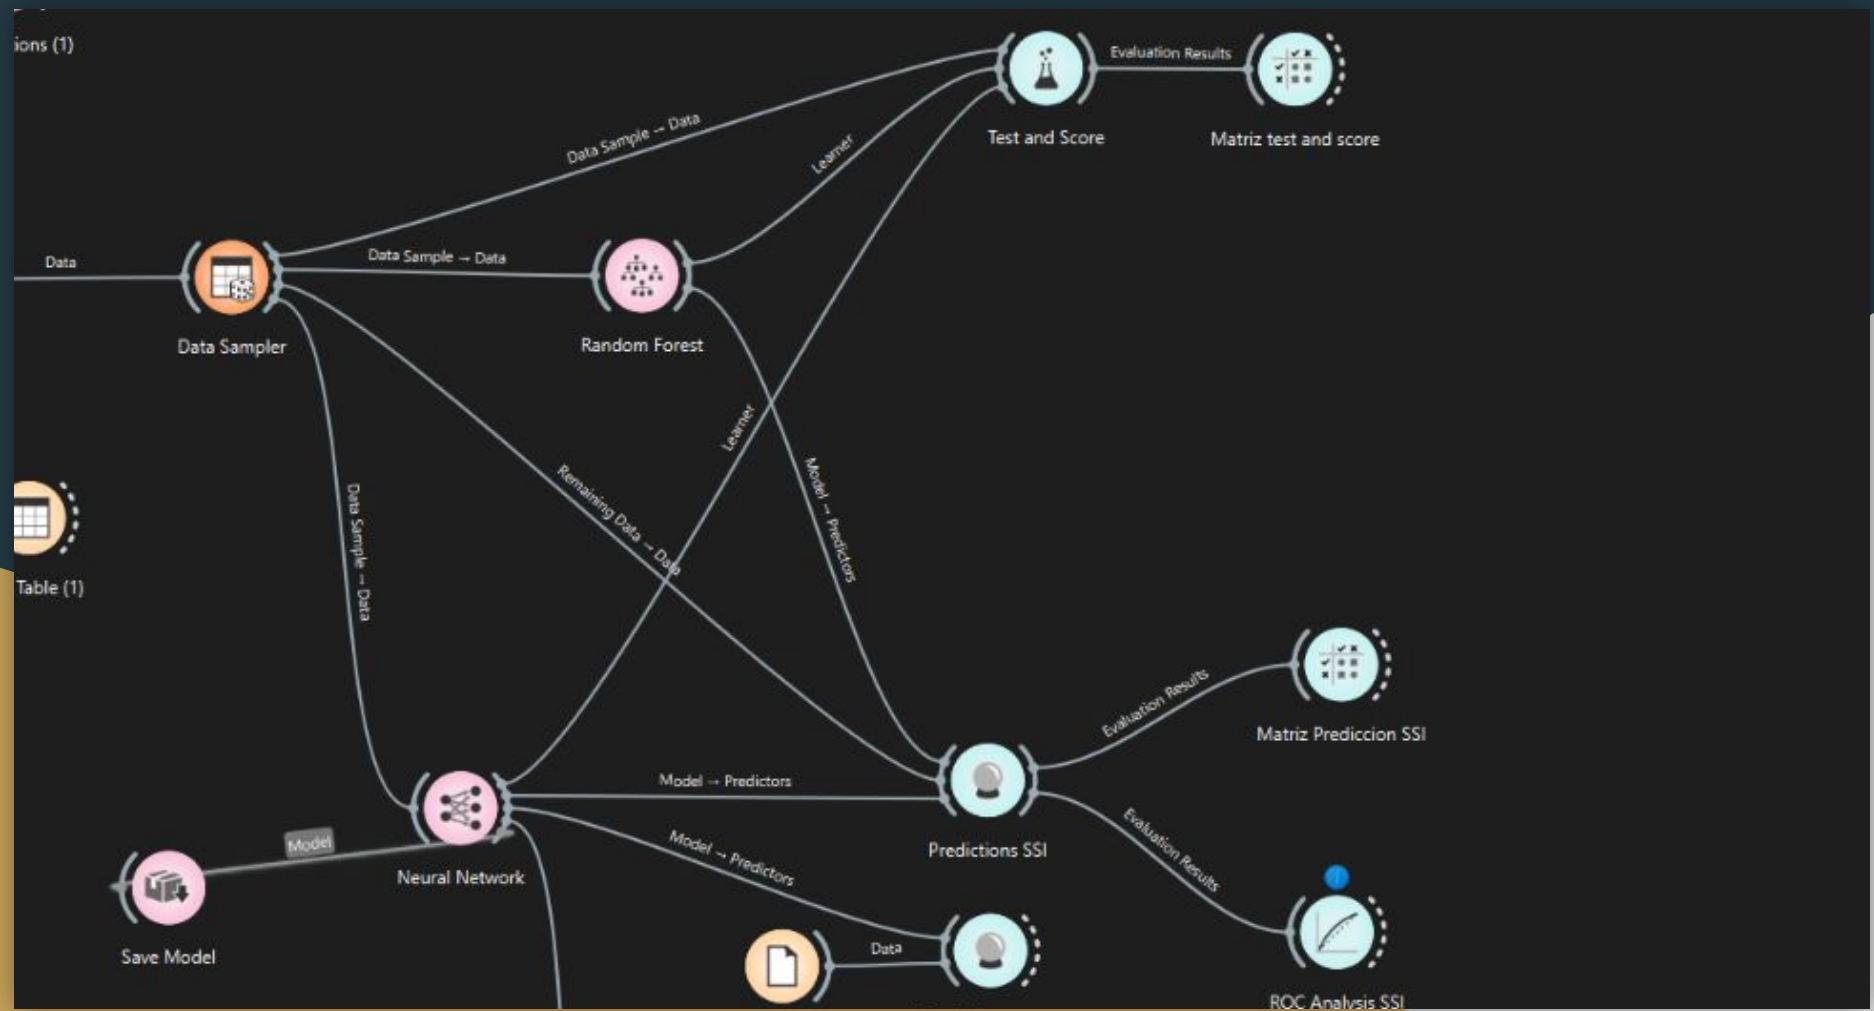 ions (1)
Evaluation Results
Test and Score
Matriz test and score
Data Sample → Data
Learner
Data
Data Sample → Data
Data Sampler
Random Forest
Learner
Remaining Data → Data
Model → Predictors
Data Sample → Data
Table (1)
Evaluation Results
Matriz Prediccion SSI
Model → Predictors
Model
Neural Network
Model → Predictors
Predictions SSI
Evaluation Results
Save Model
Data
ROC Analysis SSI